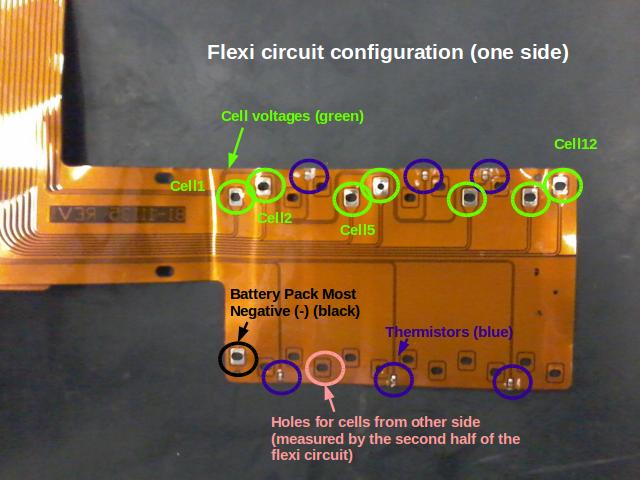 Flexi circuit configuration (one side)
Cell voltages (green)
Cell12
Cell1
Cell2
Cell5
Battery Pack Most
Negative (-) (black)
Thermistors (blue)
Holes for cells from other side
(measured by the second half of the
flexi circuit)